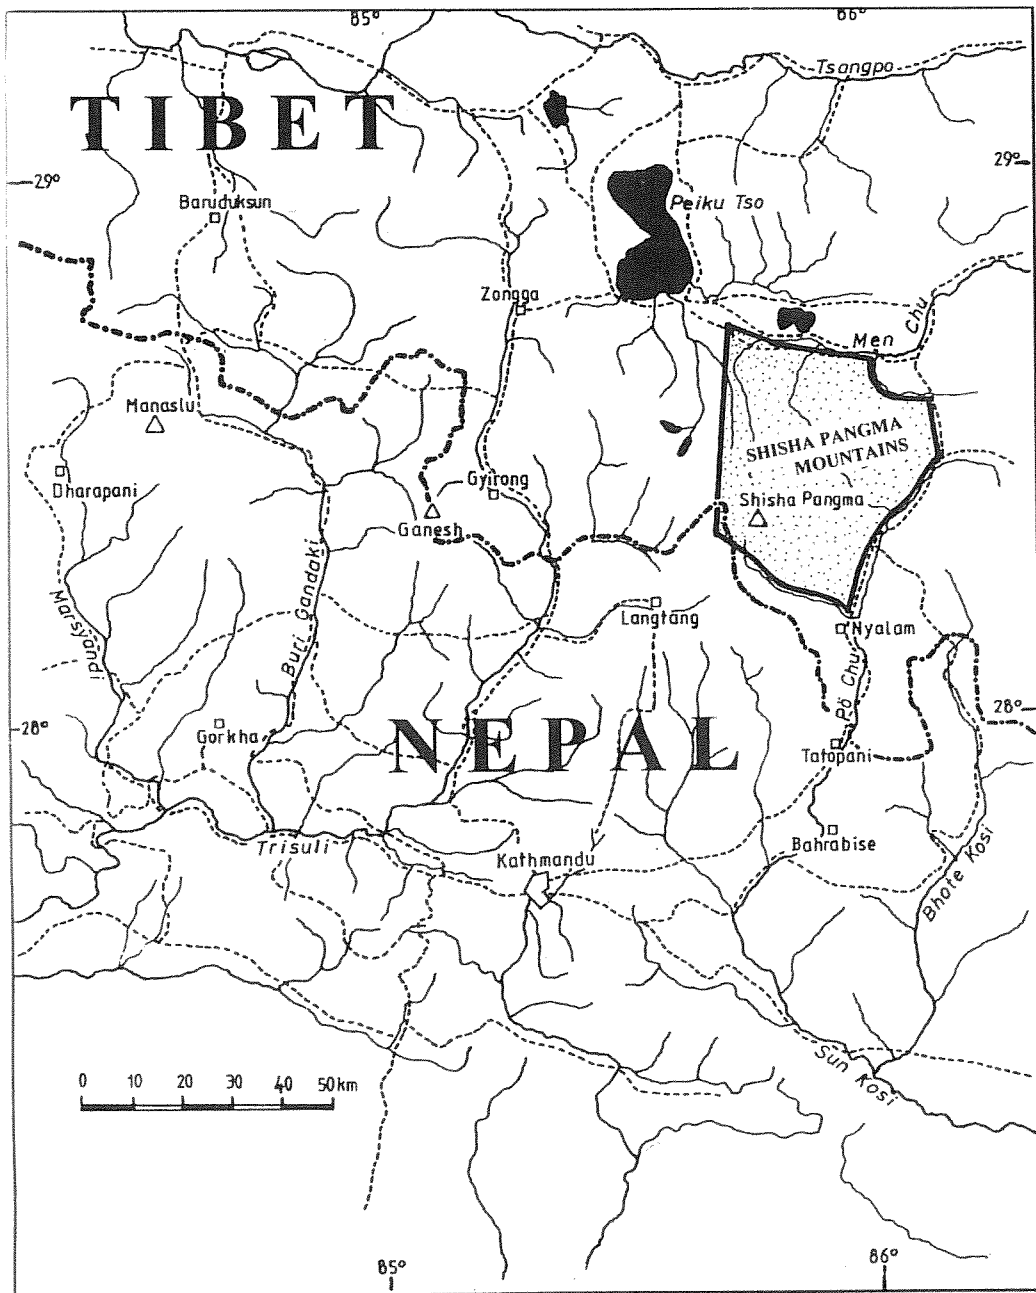 85° 86°
Tsangpo
TIBET
29° 29°
Baruduksun
Peiku Tso
Zongga
Men Chu
Manaslu
SHISHA PANGMA
MOUNTAINS
Dharapani
Gyirong
Shisha Pangma
Ganesh
Marsyandi
Buri Gandaki
Langtang
Nyalam
Pö Chu
28° 28°
Gorkha
NEPAL
Tatopani
Trisuli
Bahrabise
Kathmandu
Bhote Kosi
Sun Kosi
0 10 20 30 40 50km
85° 86°